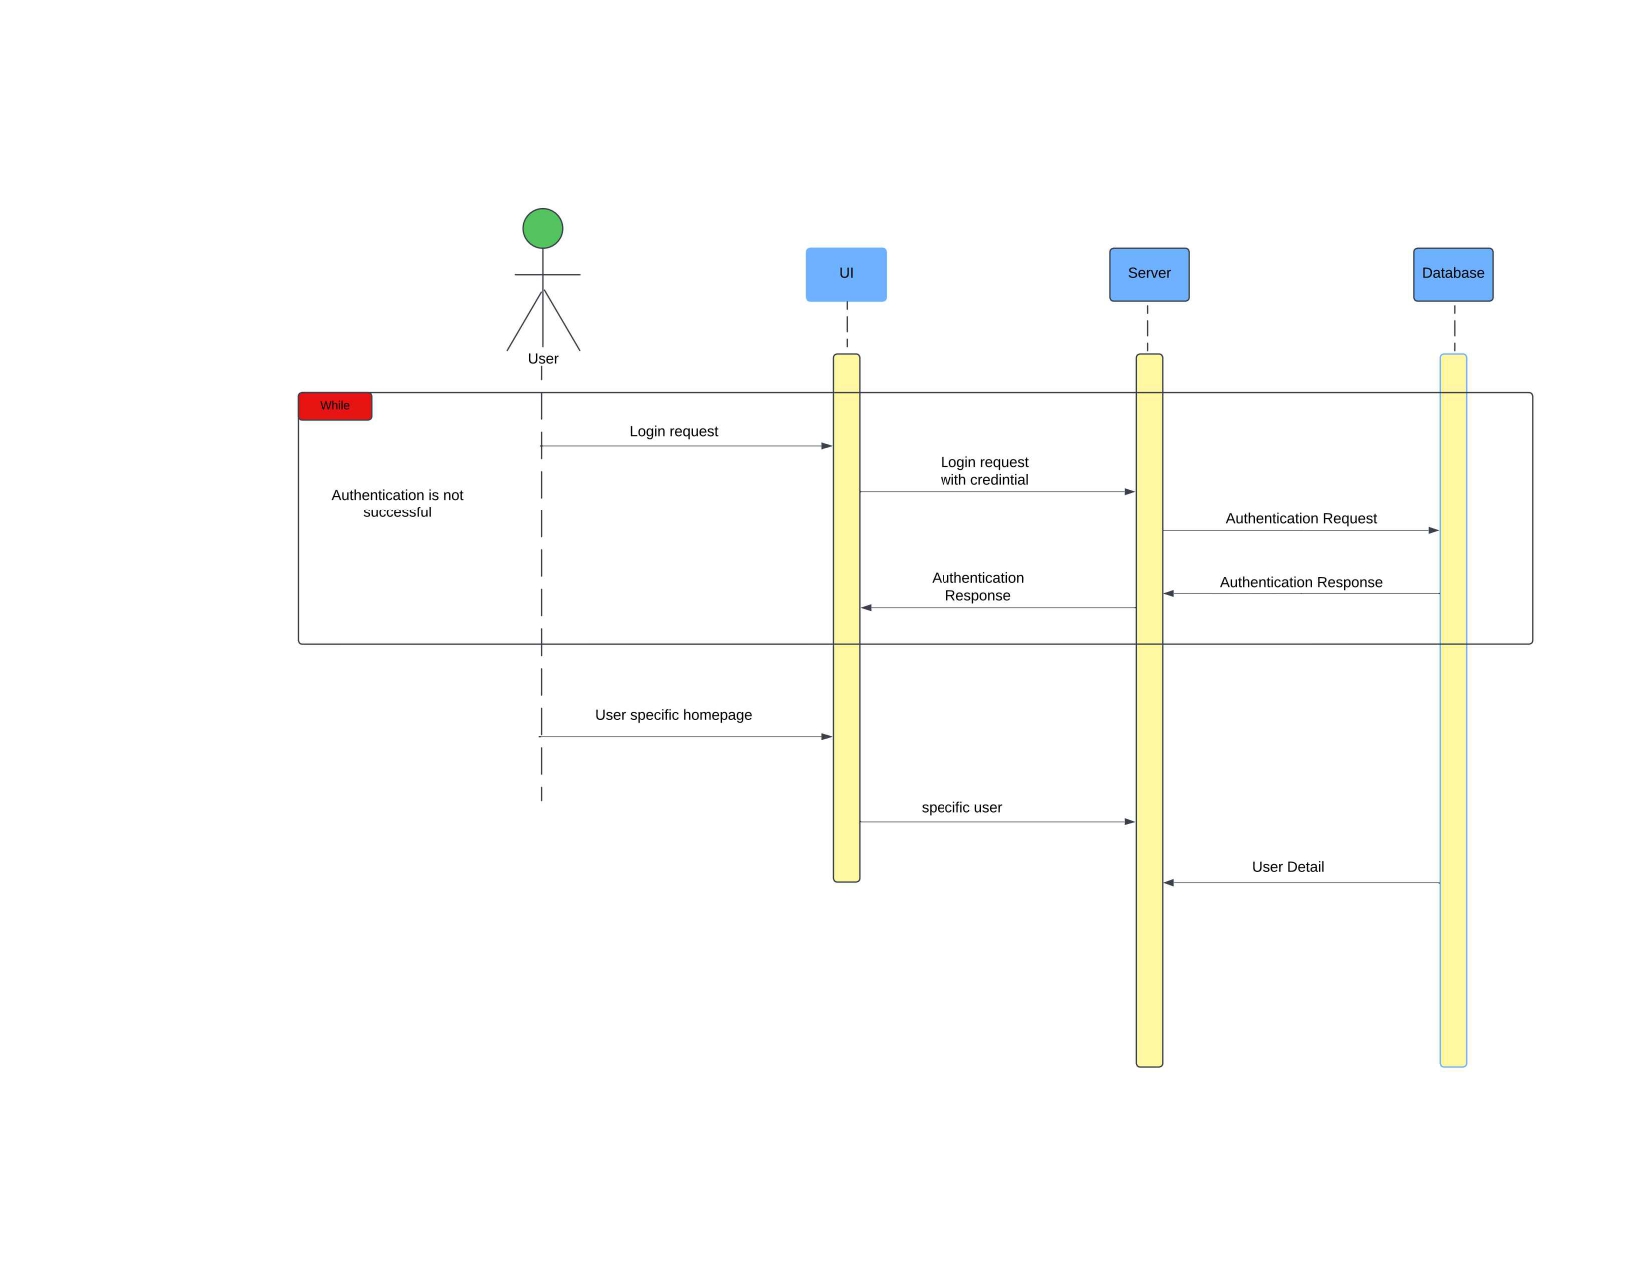 UI
Server
Database
User
While
Login request
Login request
with credintial
Authentication is not
successful
Authentication Request
Authentication
Response
Authentication Response
User specific homepage
specific user
User Detail